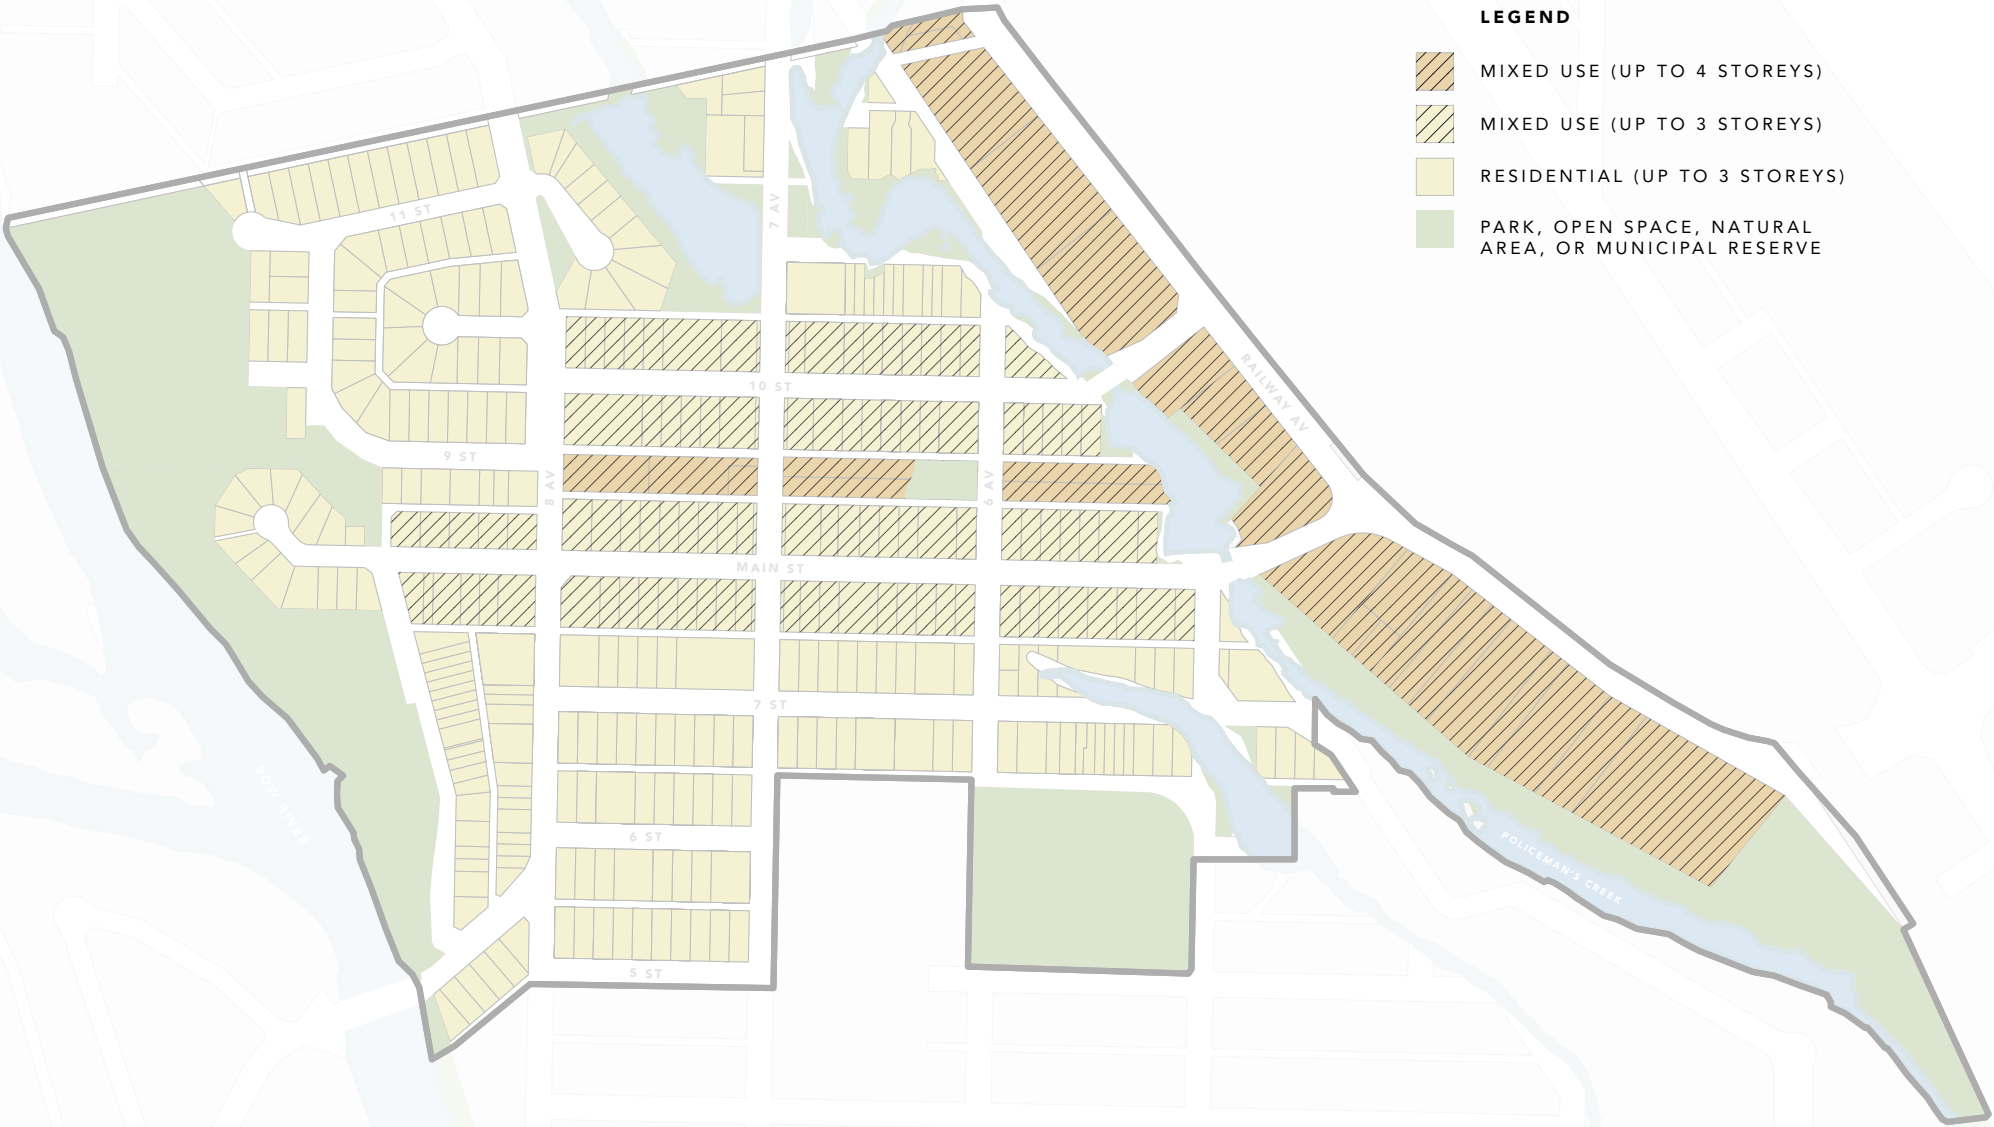 LEGEND
MIXED USE (UP TO 4 STOREYS)
MIXED USE (UP TO 3 STOREYS)
RESIDENTIAL (UP TO 3 STOREYS)
PARK, OPEN SPACE, NATURAL
AREA, OR MUNICIPAL RESERVE
11 ST
7 AV
10 ST
RAILWAY AV
9 ST
8 AV
6 AV
MAIN ST
7 ST
BOW RIVER
6 ST
POLICEMAN'S CREEK
5 ST